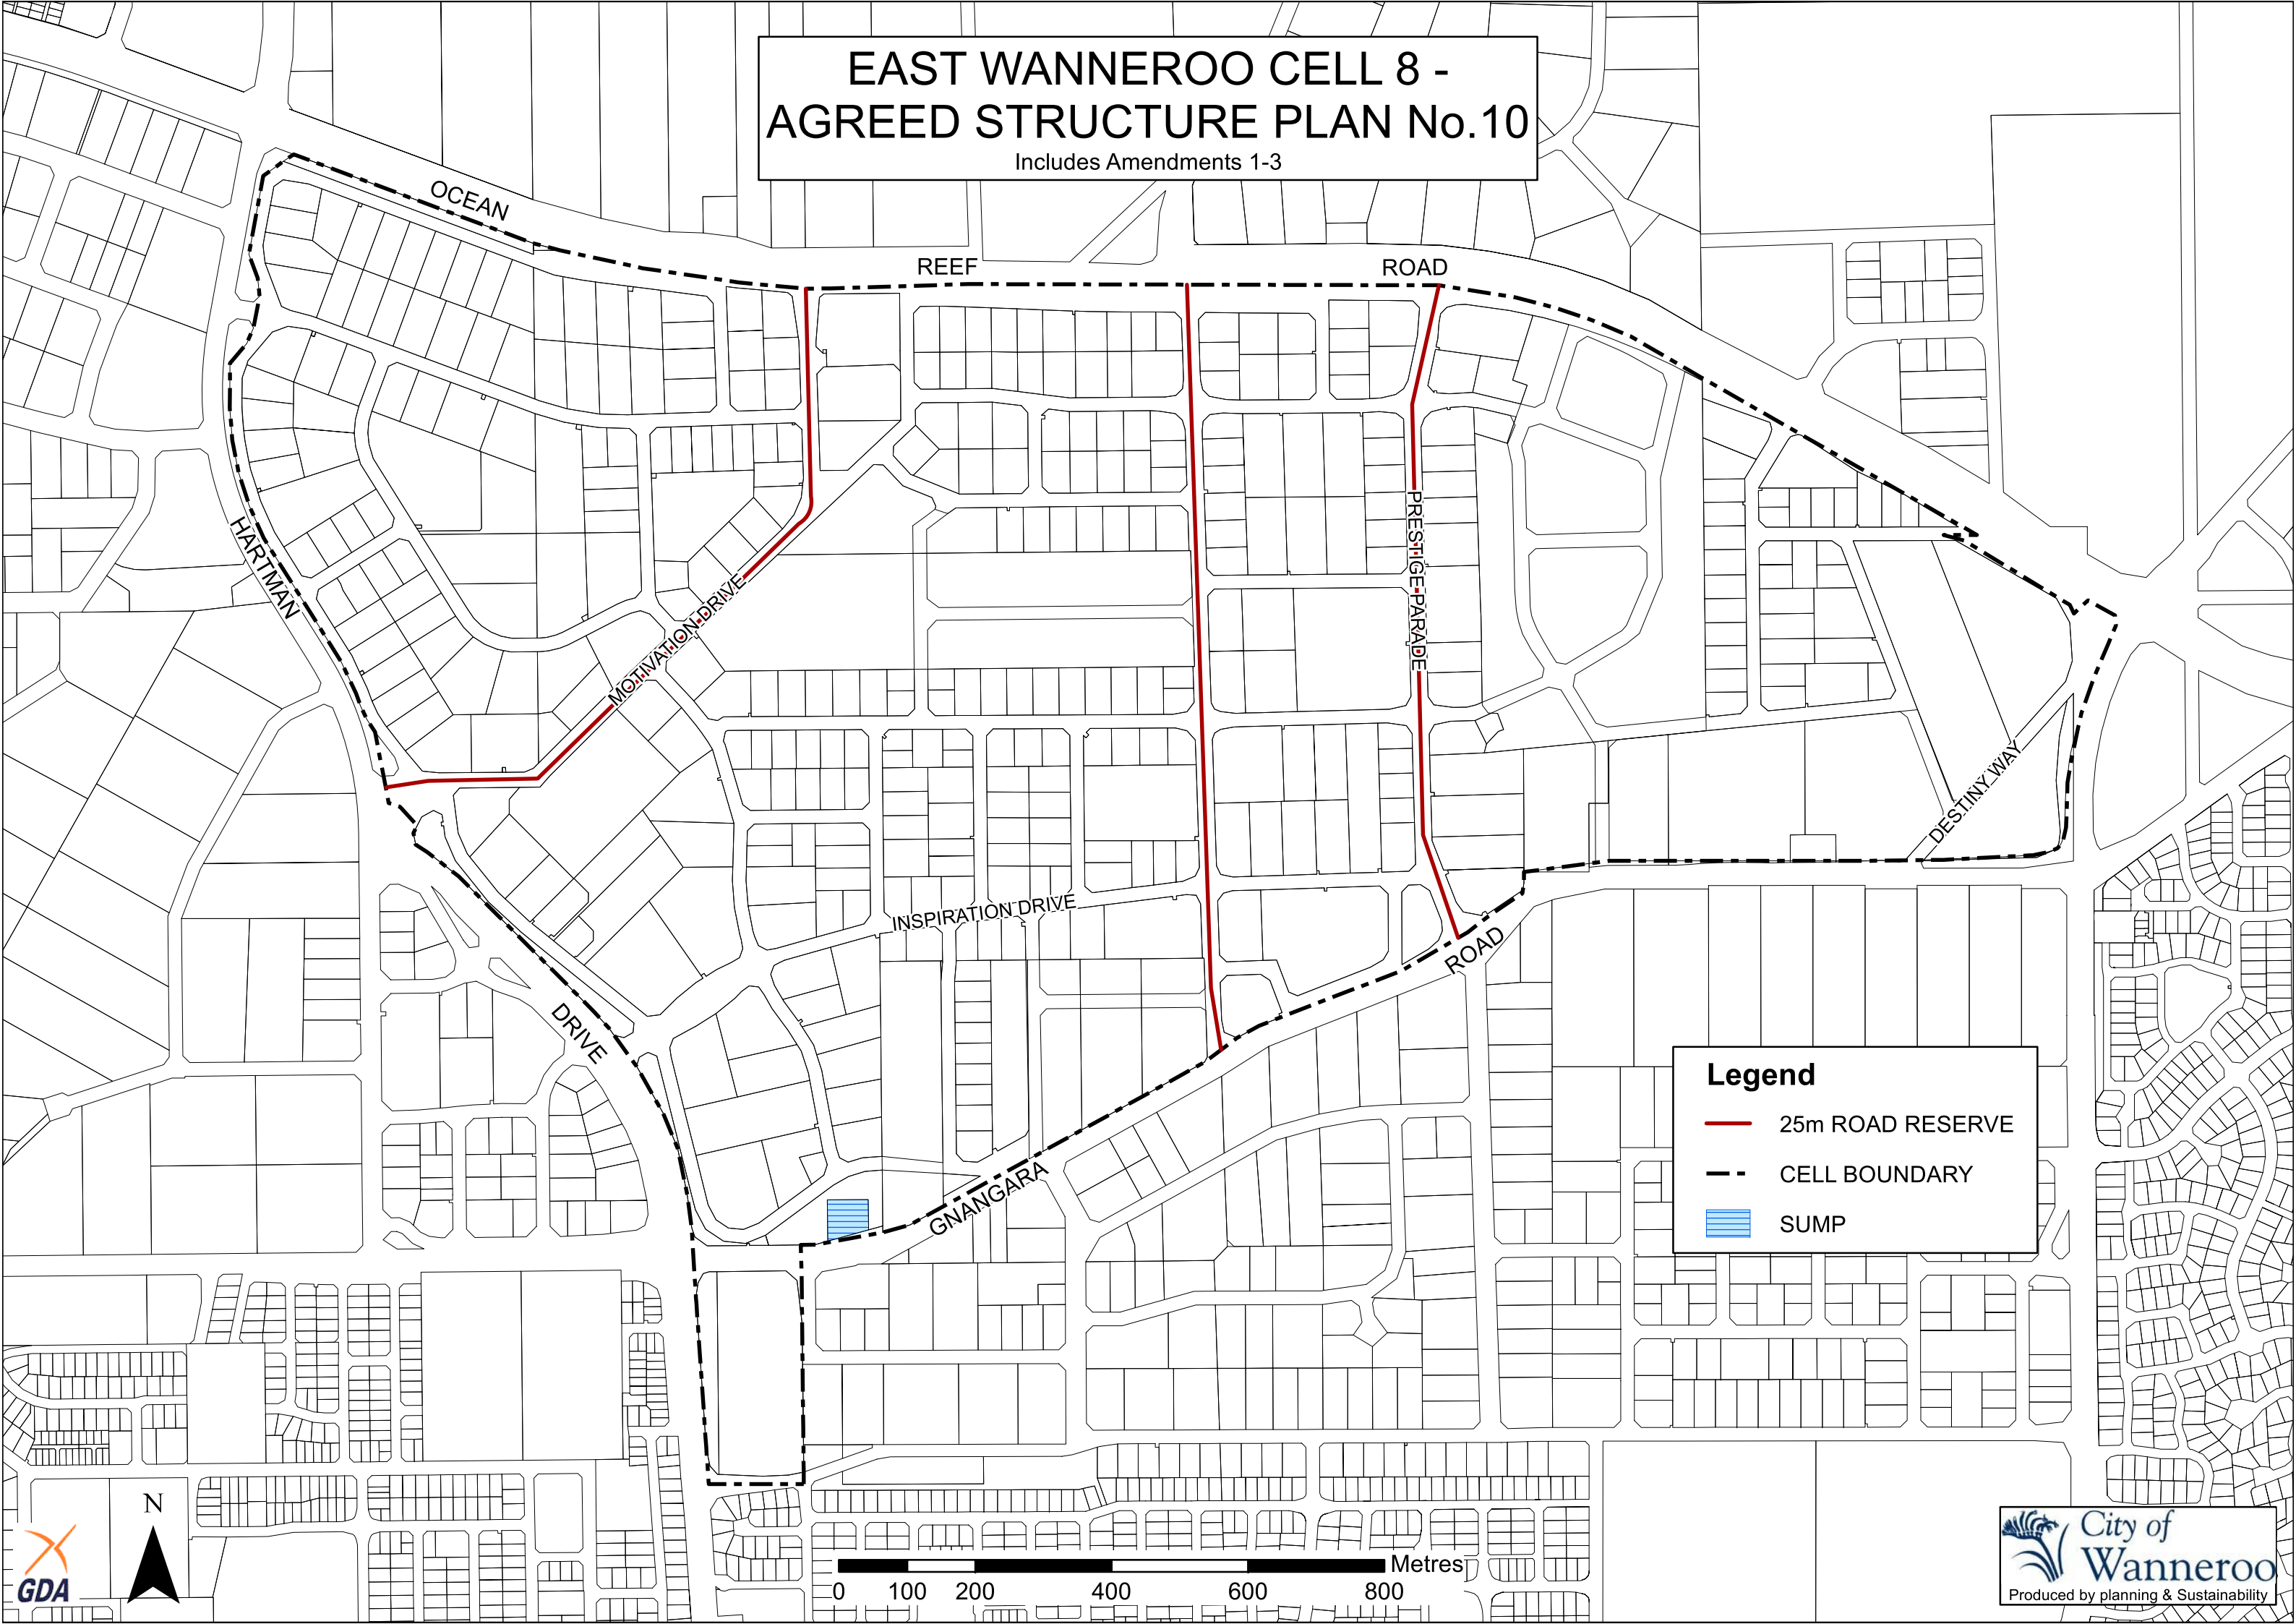 EAST WANNEROO CELL 8 -
AGREED STRUCTURE PLAN No.10
Includes Amendments 1-3
OCEAN
REEF
ROAD
HARTMAN
PRESTIGE PARADE
MOTIVATION DRIVE
DESTINY WAY
INSPIRATION DRIVE
ROAD
DRIVE
GNANGARA
Legend
25m ROAD RESERVE
CELL BOUNDARY
SUMP
N
GDA
Metres
0 100 200 400 600 800
City of
Wanneroo
Produced by planning & Sustainability